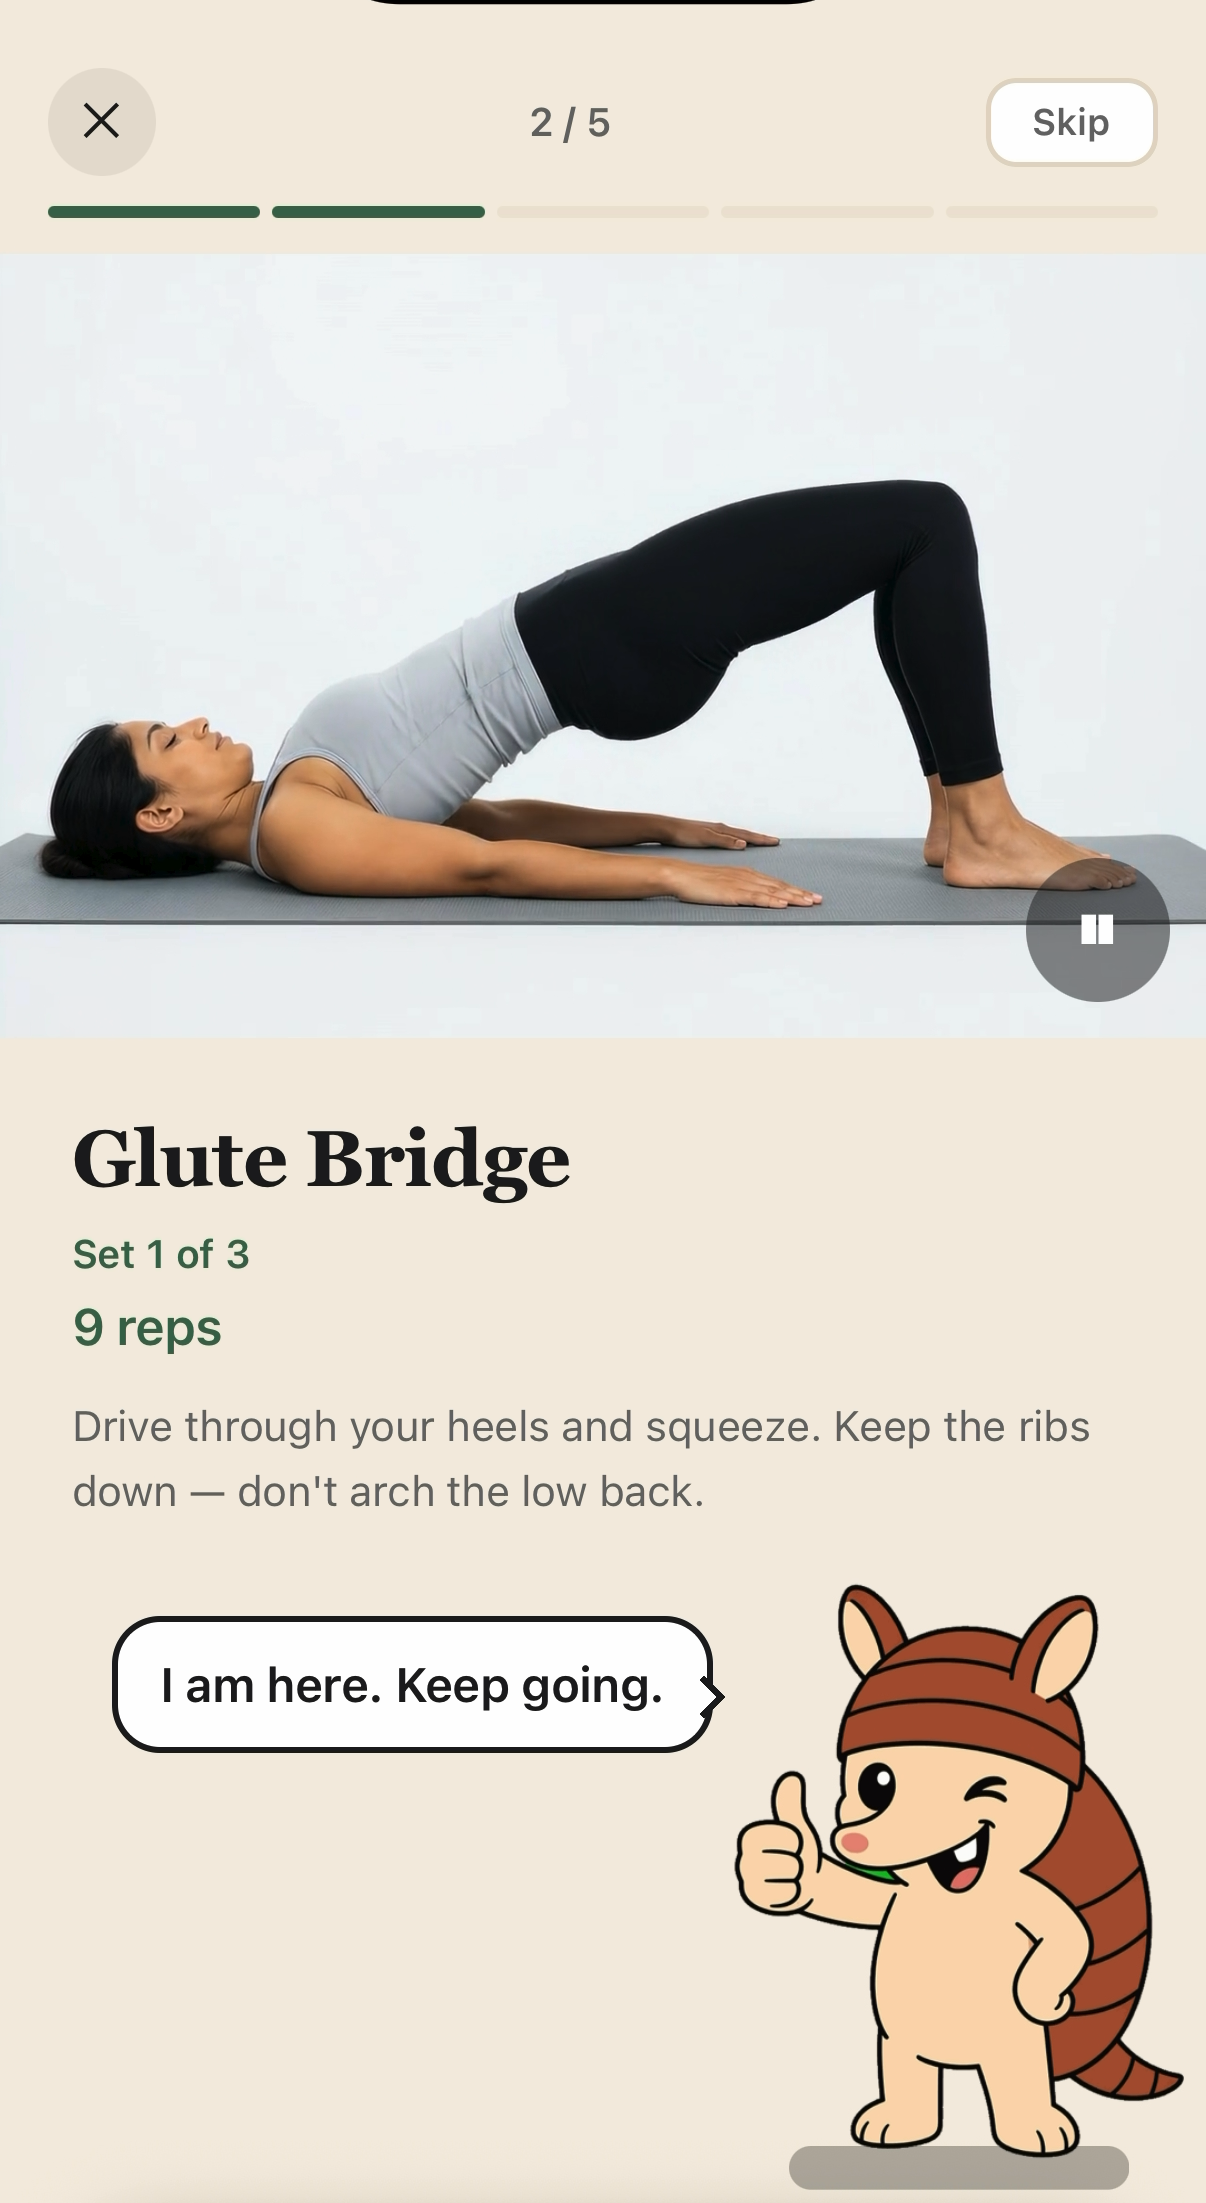 2 / 5
Skip
Glute Bridge
Set 1 of 3
9 reps
Drive through your heels and squeeze. Keep the ribs
down — don't arch the low back.
I am here. Keep going.